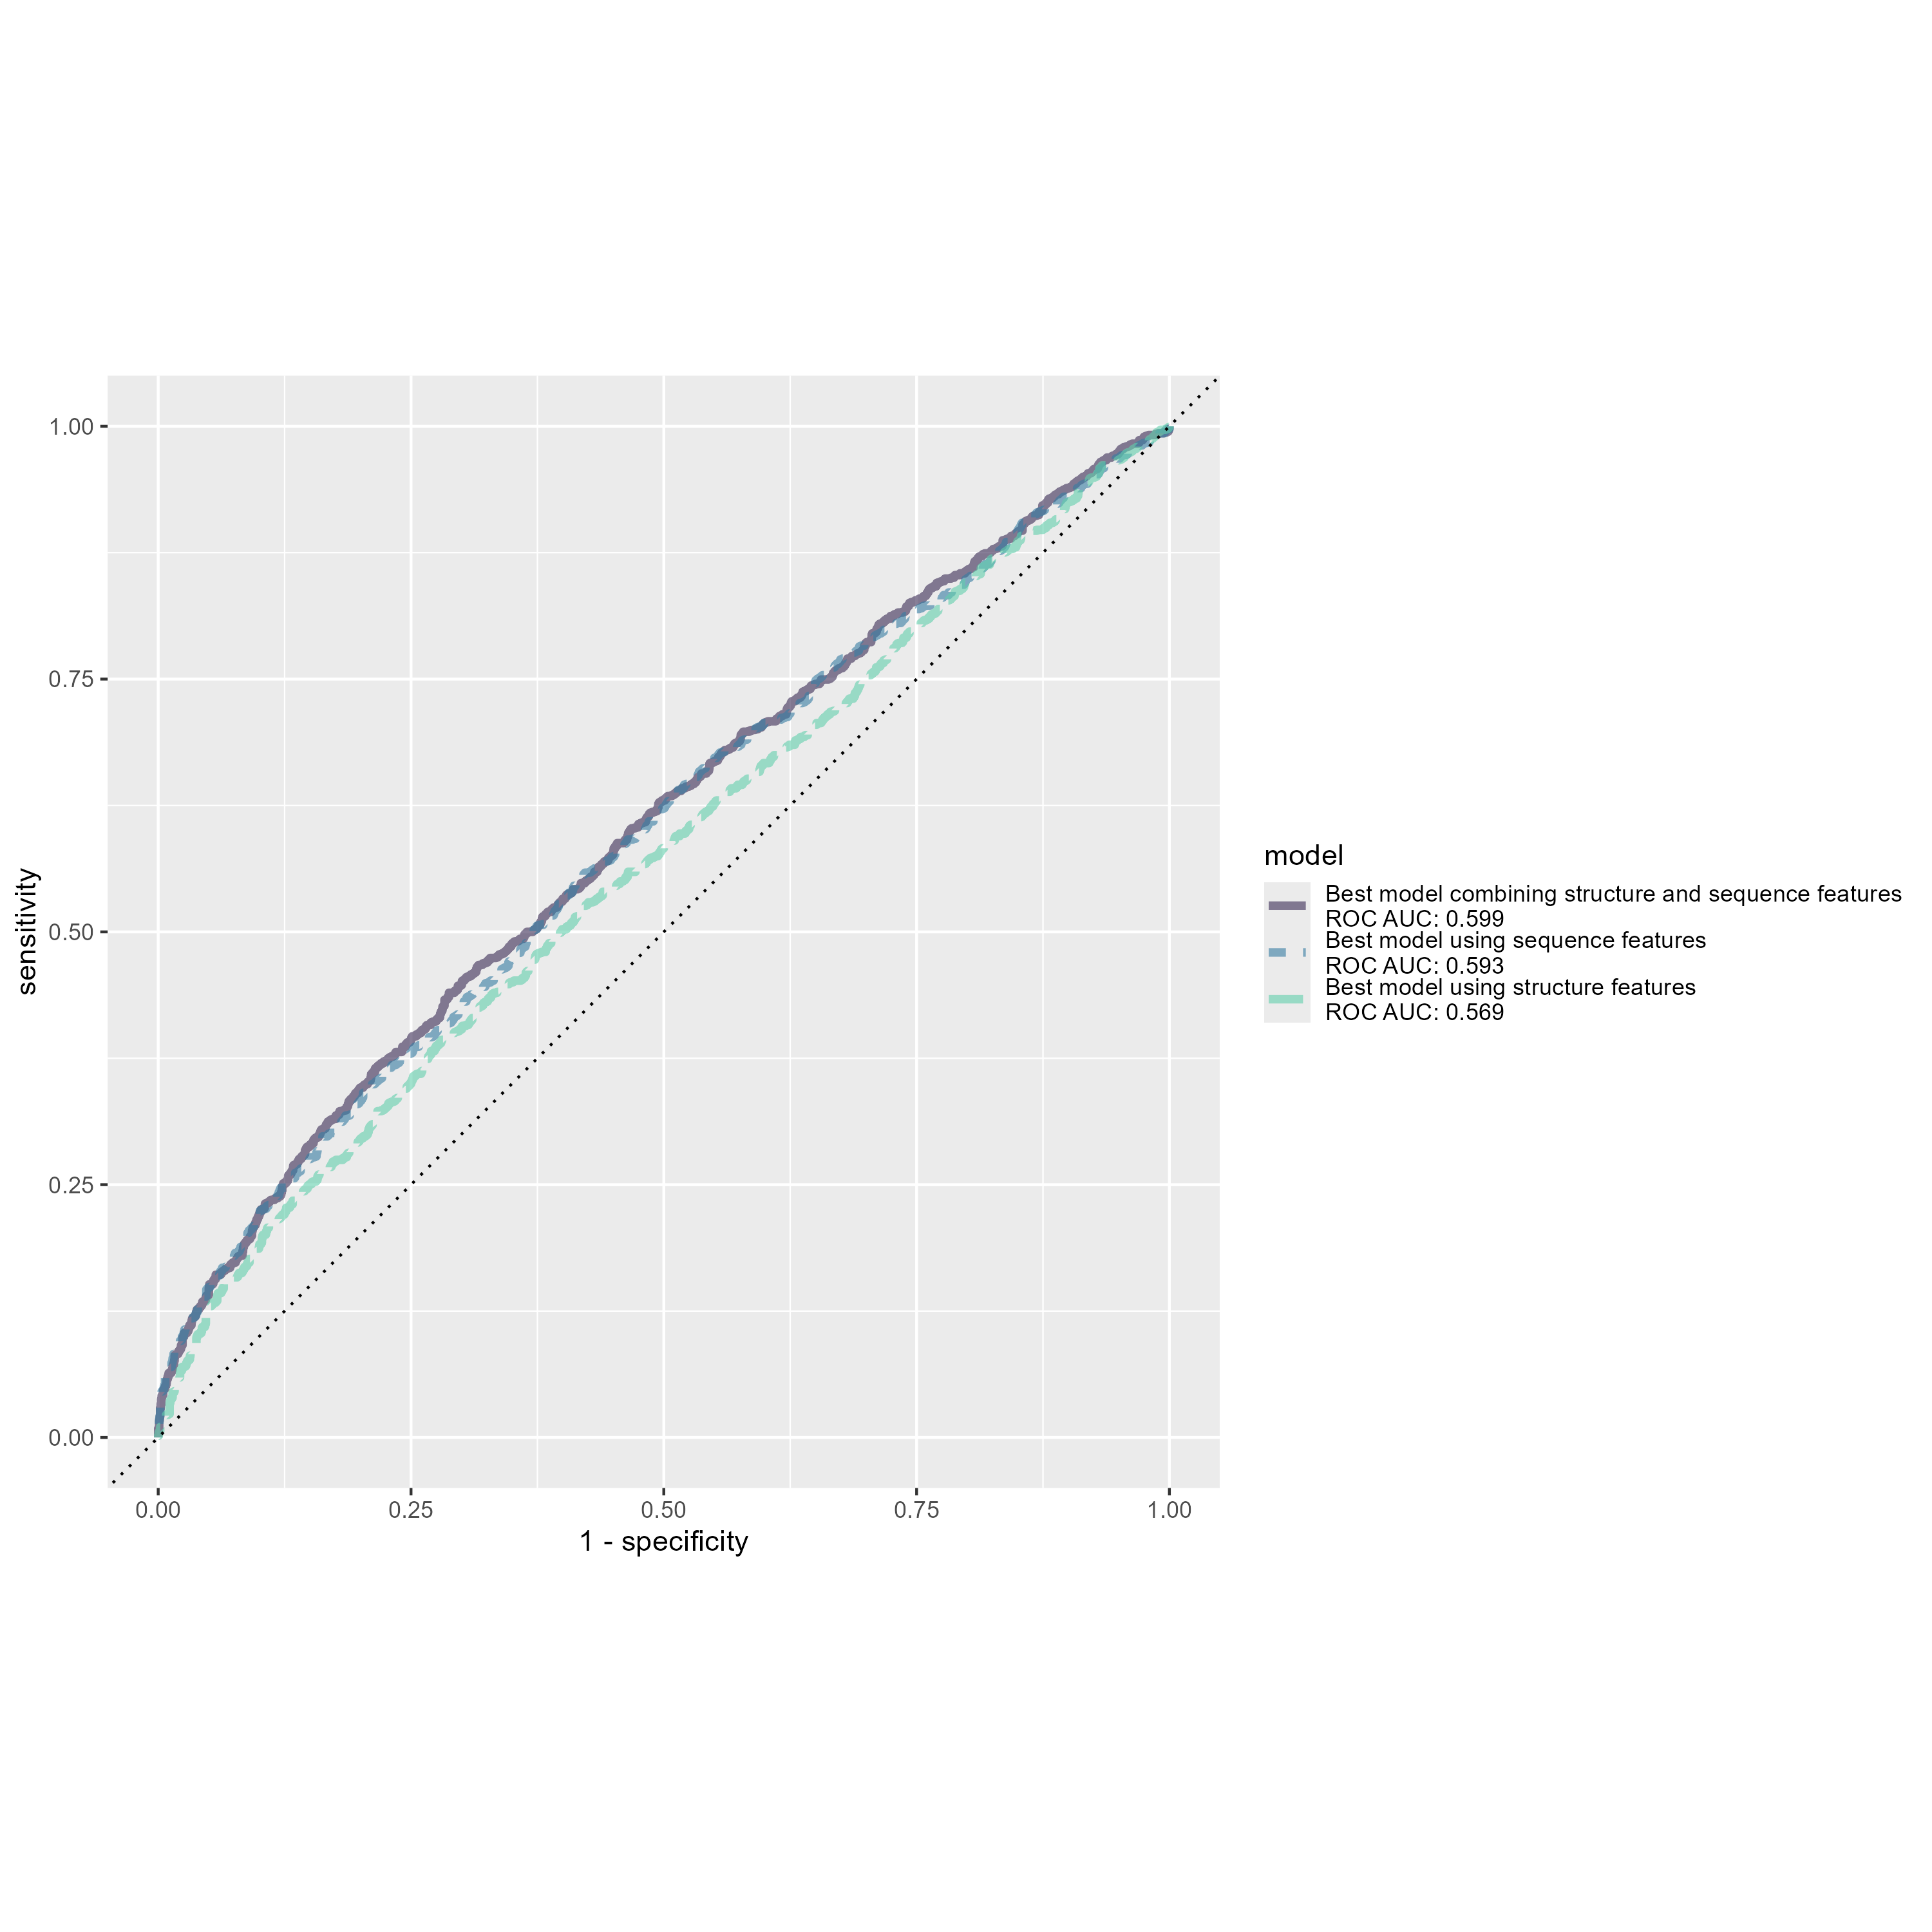 1.00
0.75
0.50
0.25
0.00
sensitivity
0.00 0.25 0.50 0.75 1.00
1 - specificity
model
Best model combining structure and sequence features
ROC AUC: 0.599
Best model using sequence features
ROC AUC: 0.593
Best model using structure features
ROC AUC: 0.569